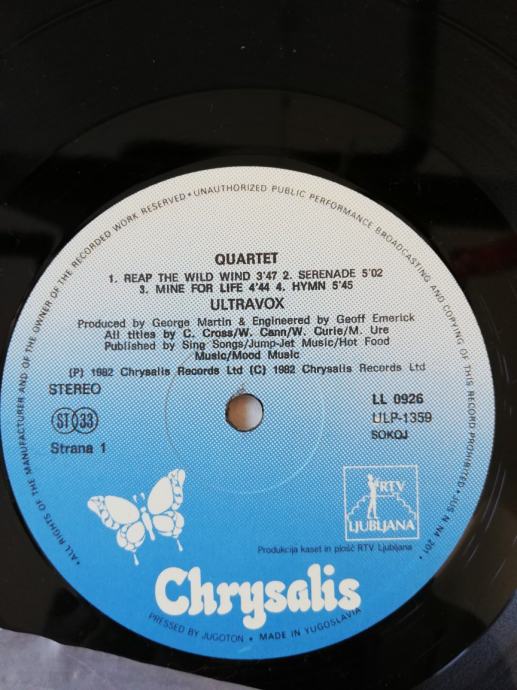 • ALL RIGHTS OF THE MANUFACTURER AND OF THE OWNER OF THE RECORDED WORK RESERVED • UNAUTHORIZED PUBLIC PERFORMANCE BROADCASTING AND COPYING OF THIS RECORD PROHIBITED • JUS N NA 201 •
QUARTET
1. REAP THE WILD WIND 3'47 2. SERENADE 5'02
3. MINE FOR LIFE 4'44 4. HYMN 5'45
ULTRAVOX
Produced by George Martin & Engineered by Geoff Emerick
All titles by C. Cross/W. Cann/W. Curie/M. Ure
Published by Sing Songs/Jump-Jet Music/Hot Food
Music/Mood Music
(P) 1982 Chrysalis Records Ltd (C) 1982 Chrysalis Records Ltd
STEREO
LL 0926
ST 33
ULP-1359
SOKOJ
Strana 1
RTV
LJUBLJANA
Produkcija kaset in plošč RTV Ljubljana
Chrysalis
PRESSED BY JUGOTON • MADE IN YUGOSLAVIA